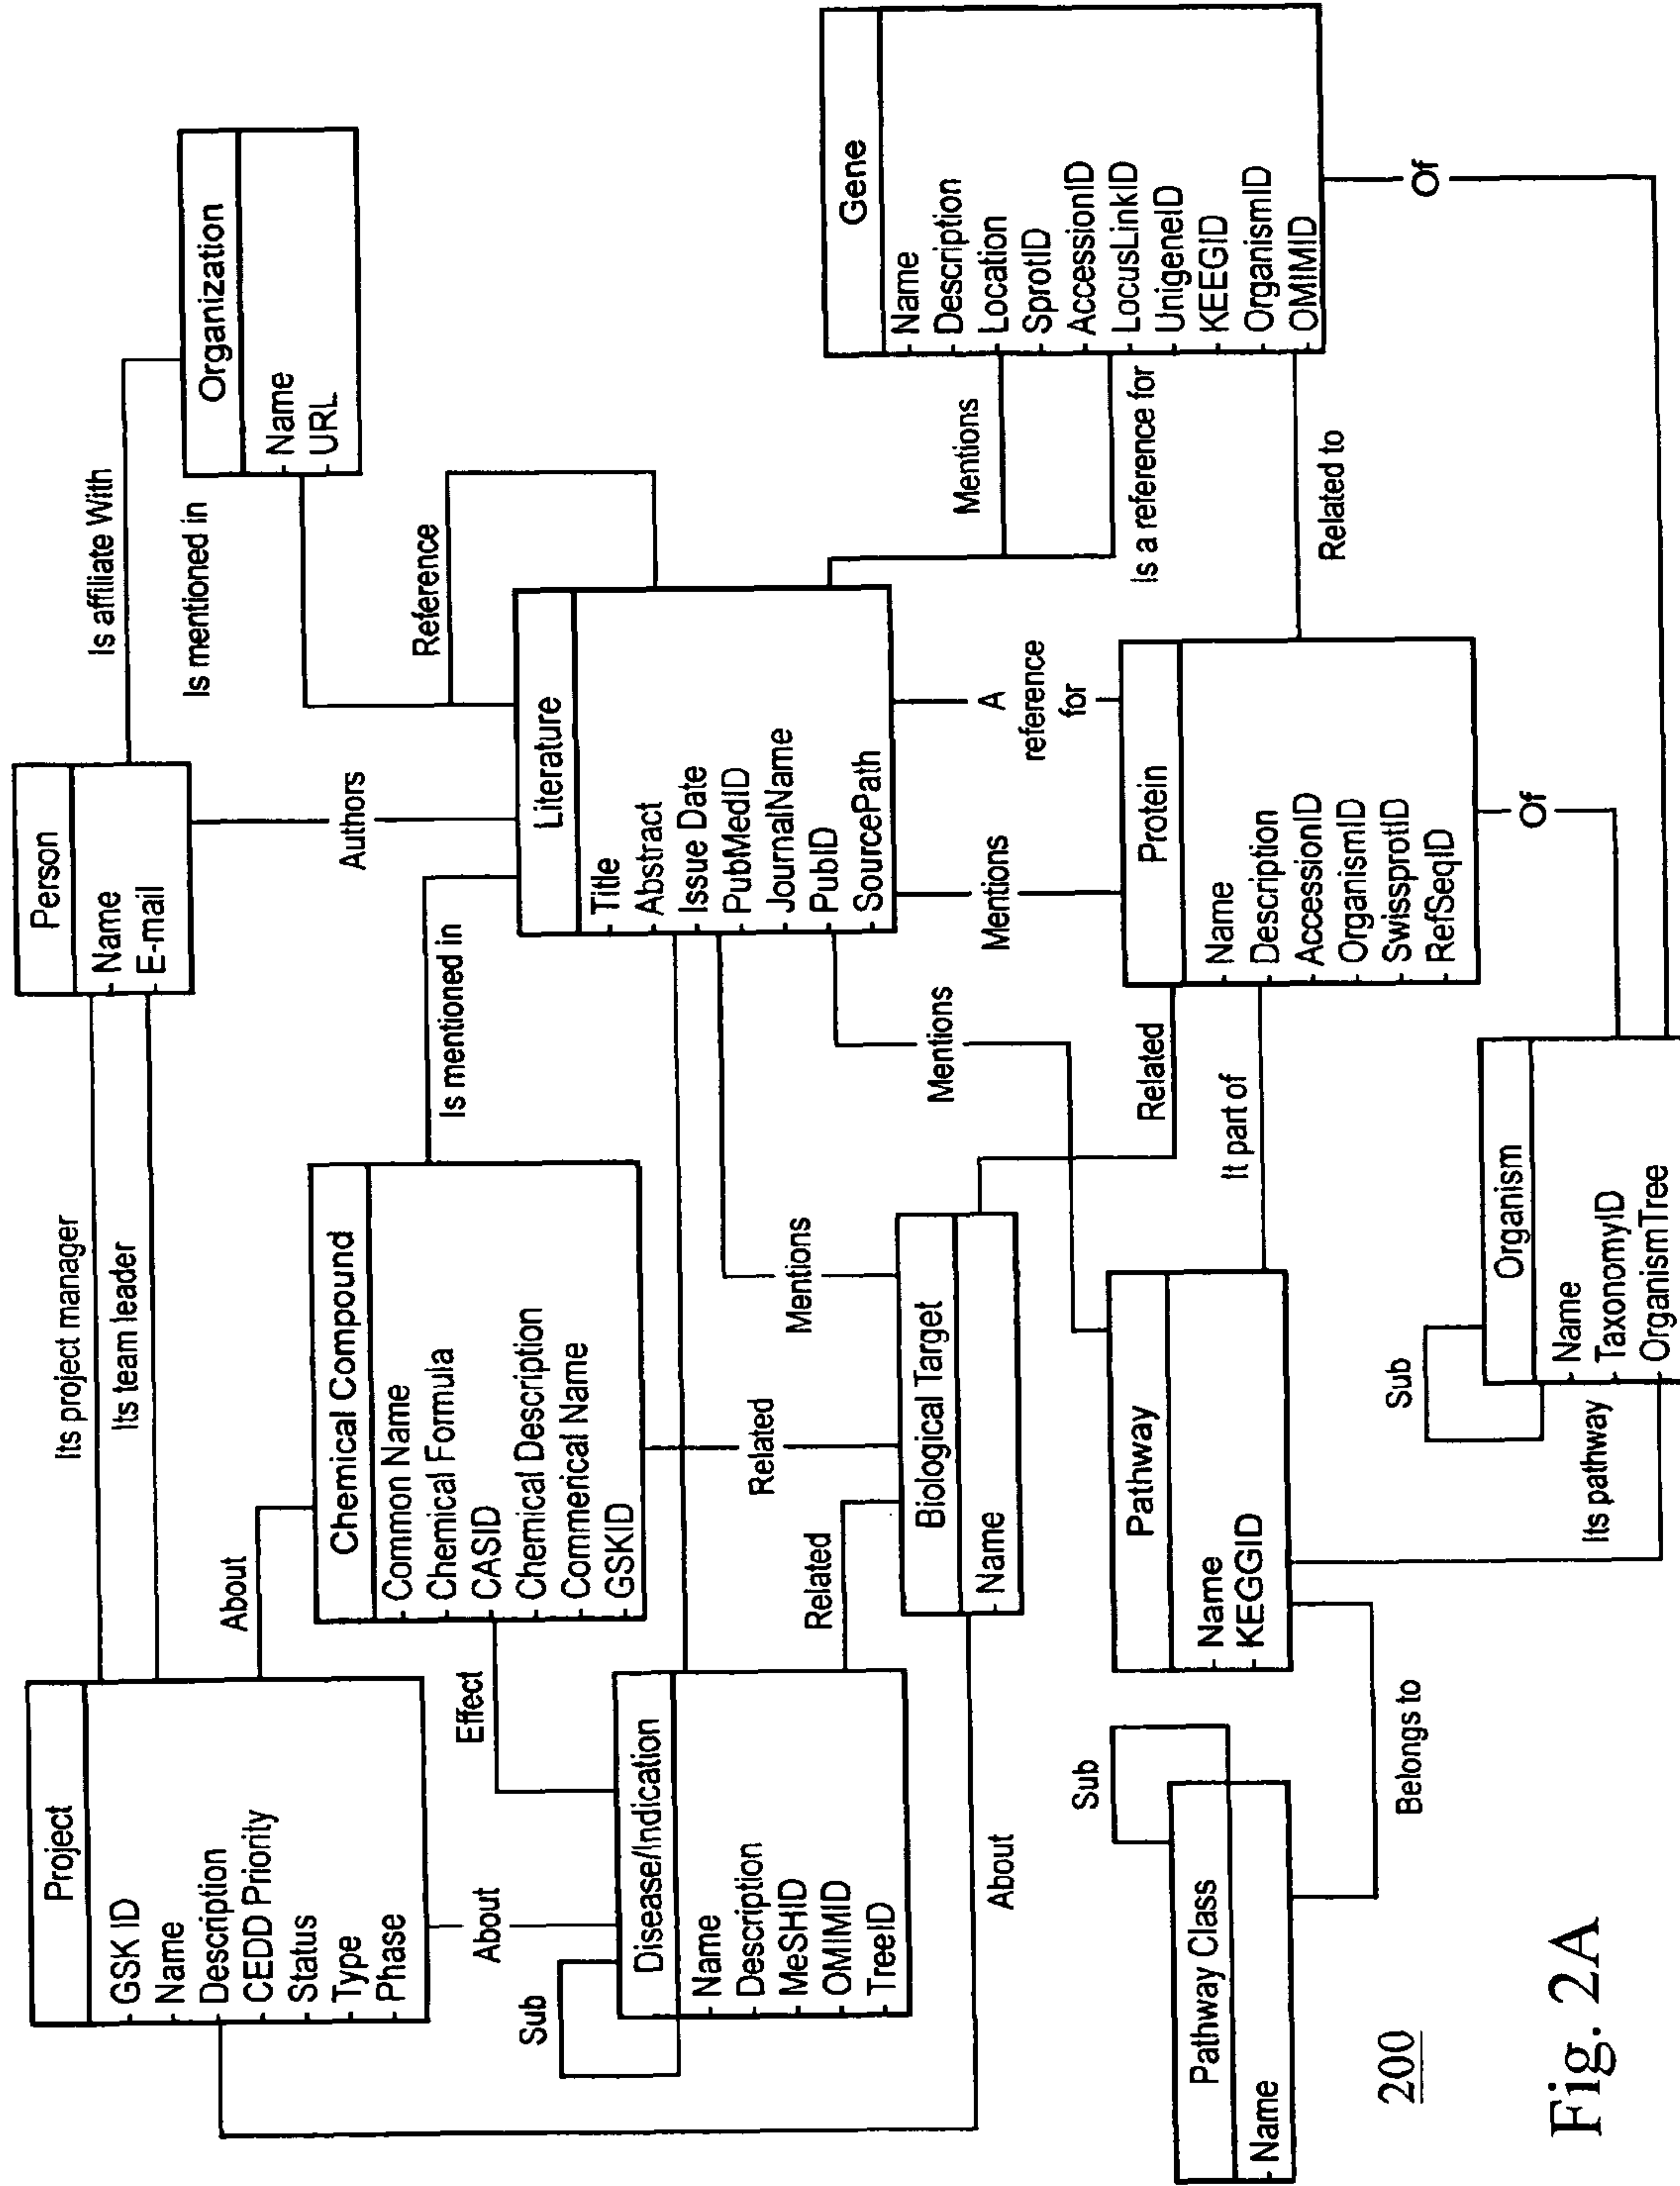 Project
GSK ID
Name
Description
CEDD Priority
Status
Type
Phase
Its project manager
Its team leader
Person
Name
E-mail
Is affiliate With
Is mentioned in
Organization
Name
URL
About
Chemical Compound
Common Name
Chemical Formula
CASID
Chemical Description
Commerical Name
GSKID
Is mentioned in
Authors
Reference
Literature
Title
Abstract
Issue Date
PubMedID
JournalName
PubID
SourcePath
Effect
About
Sub
Disease/Indication
Name
Description
MeSHID
OMIMID
TreeID
Related
Related
Mentions
Biological Target
Name
About
Mentions
Mentions
A
reference
for
Mentions
Is a reference for
Gene
Name
Description
Location
SprotID
AccessionID
LocusLinkID
UnigeneID
KEEGID
OrganismID
OMIMID
Related to
Of
Related
It part of
Protein
Name
Description
AccessionID
OrganismID
SwissprotID
RefSeqID
Of
Sub
Pathway Class
Name
Belongs to
Pathway
Name
KEGGID
Its pathway
Sub
Organism
Name
TaxonomyID
OrganismTree
200
Fig. 2A